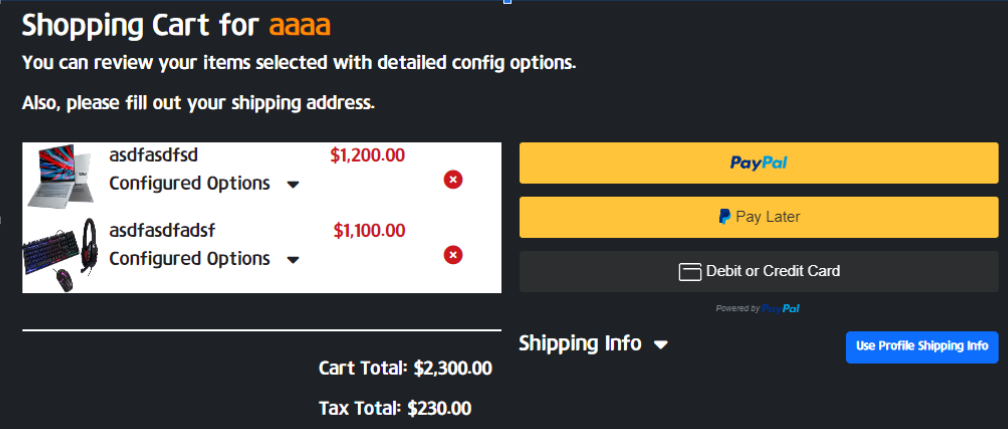 Shopping Cart for aaaa
You can review your items selected with detailed config options.
Also, please fill out your shipping address.
asdfasdfsd $1,200.00
Configured Options
asdfasdfadsf $1,100.00
Configured Options
Cart Total: $2,300.00
Tax Total: $230.00
PayPal
Pay Later
Debit or Credit Card
Powered by PayPal
Shipping Info
Use Profile Shipping Info